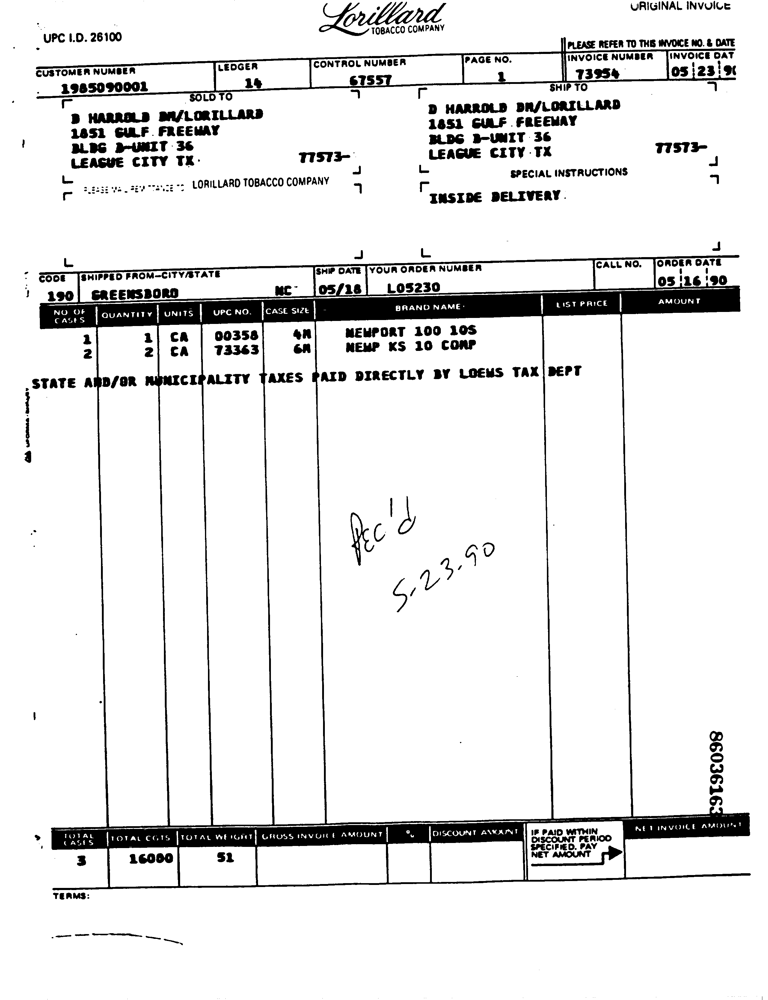 ORIGINAL INVOICE
Lorillard
TOBACCO COMPANY
UPC I.D. 26100
PLEASE REFER TO THIS INVOICE NO. & DATE
CUSTOMER NUMBER LEDGER CONTROL NUMBER PAGE NO. INVOICE NUMBER INVOICE DAT
1985090001 14 67557 1 73954 05 23 90
SOLD TO SHIP TO
D HARROLD DM/LORILLARD D HARROLD DM/LORILLARD
1851 GULF FREEWAY 1851 GULF FREEWAY
BLDG B-UNIT 36 BLDG B-UNIT 36
LEAGUE CITY TX. 77573- LEAGUE CITY TX 77573-
PLEASE MAIL REMITTANCE TO LORILLARD TOBACCO COMPANY SPECIAL INSTRUCTIONS
INSIDE DELIVERY.
CODE SHIPPED FROM-CITY/STATE SHIP DATE YOUR ORDER NUMBER CALL NO. ORDER DATE
190 GREENSBORO NC 05/18 L05230 05 16 90
NO. OF CASES QUANTITY UNITS UPC NO. CASE SIZE BRAND NAME LIST PRICE AMOUNT
1 1 CA 00358 4M NEWPORT 100 10S
2 2 CA 73363 6M NEWP KS 10 COMP
STATE AND/OR MUNICIPALITY TAXES PAID DIRECTLY BY LOEWS TAX DEPT
Rec'd
5-23-90
86036163
TOTAL CASES TOTAL CGTS TOTAL WEIGHT GROSS INVOICE AMOUNT % DISCOUNT AMOUNT IF PAID WITHIN DISCOUNT PERIOD SPECIFIED, PAY NET AMOUNT NET INVOICE AMOUNT
3 16000 51
TERMS: